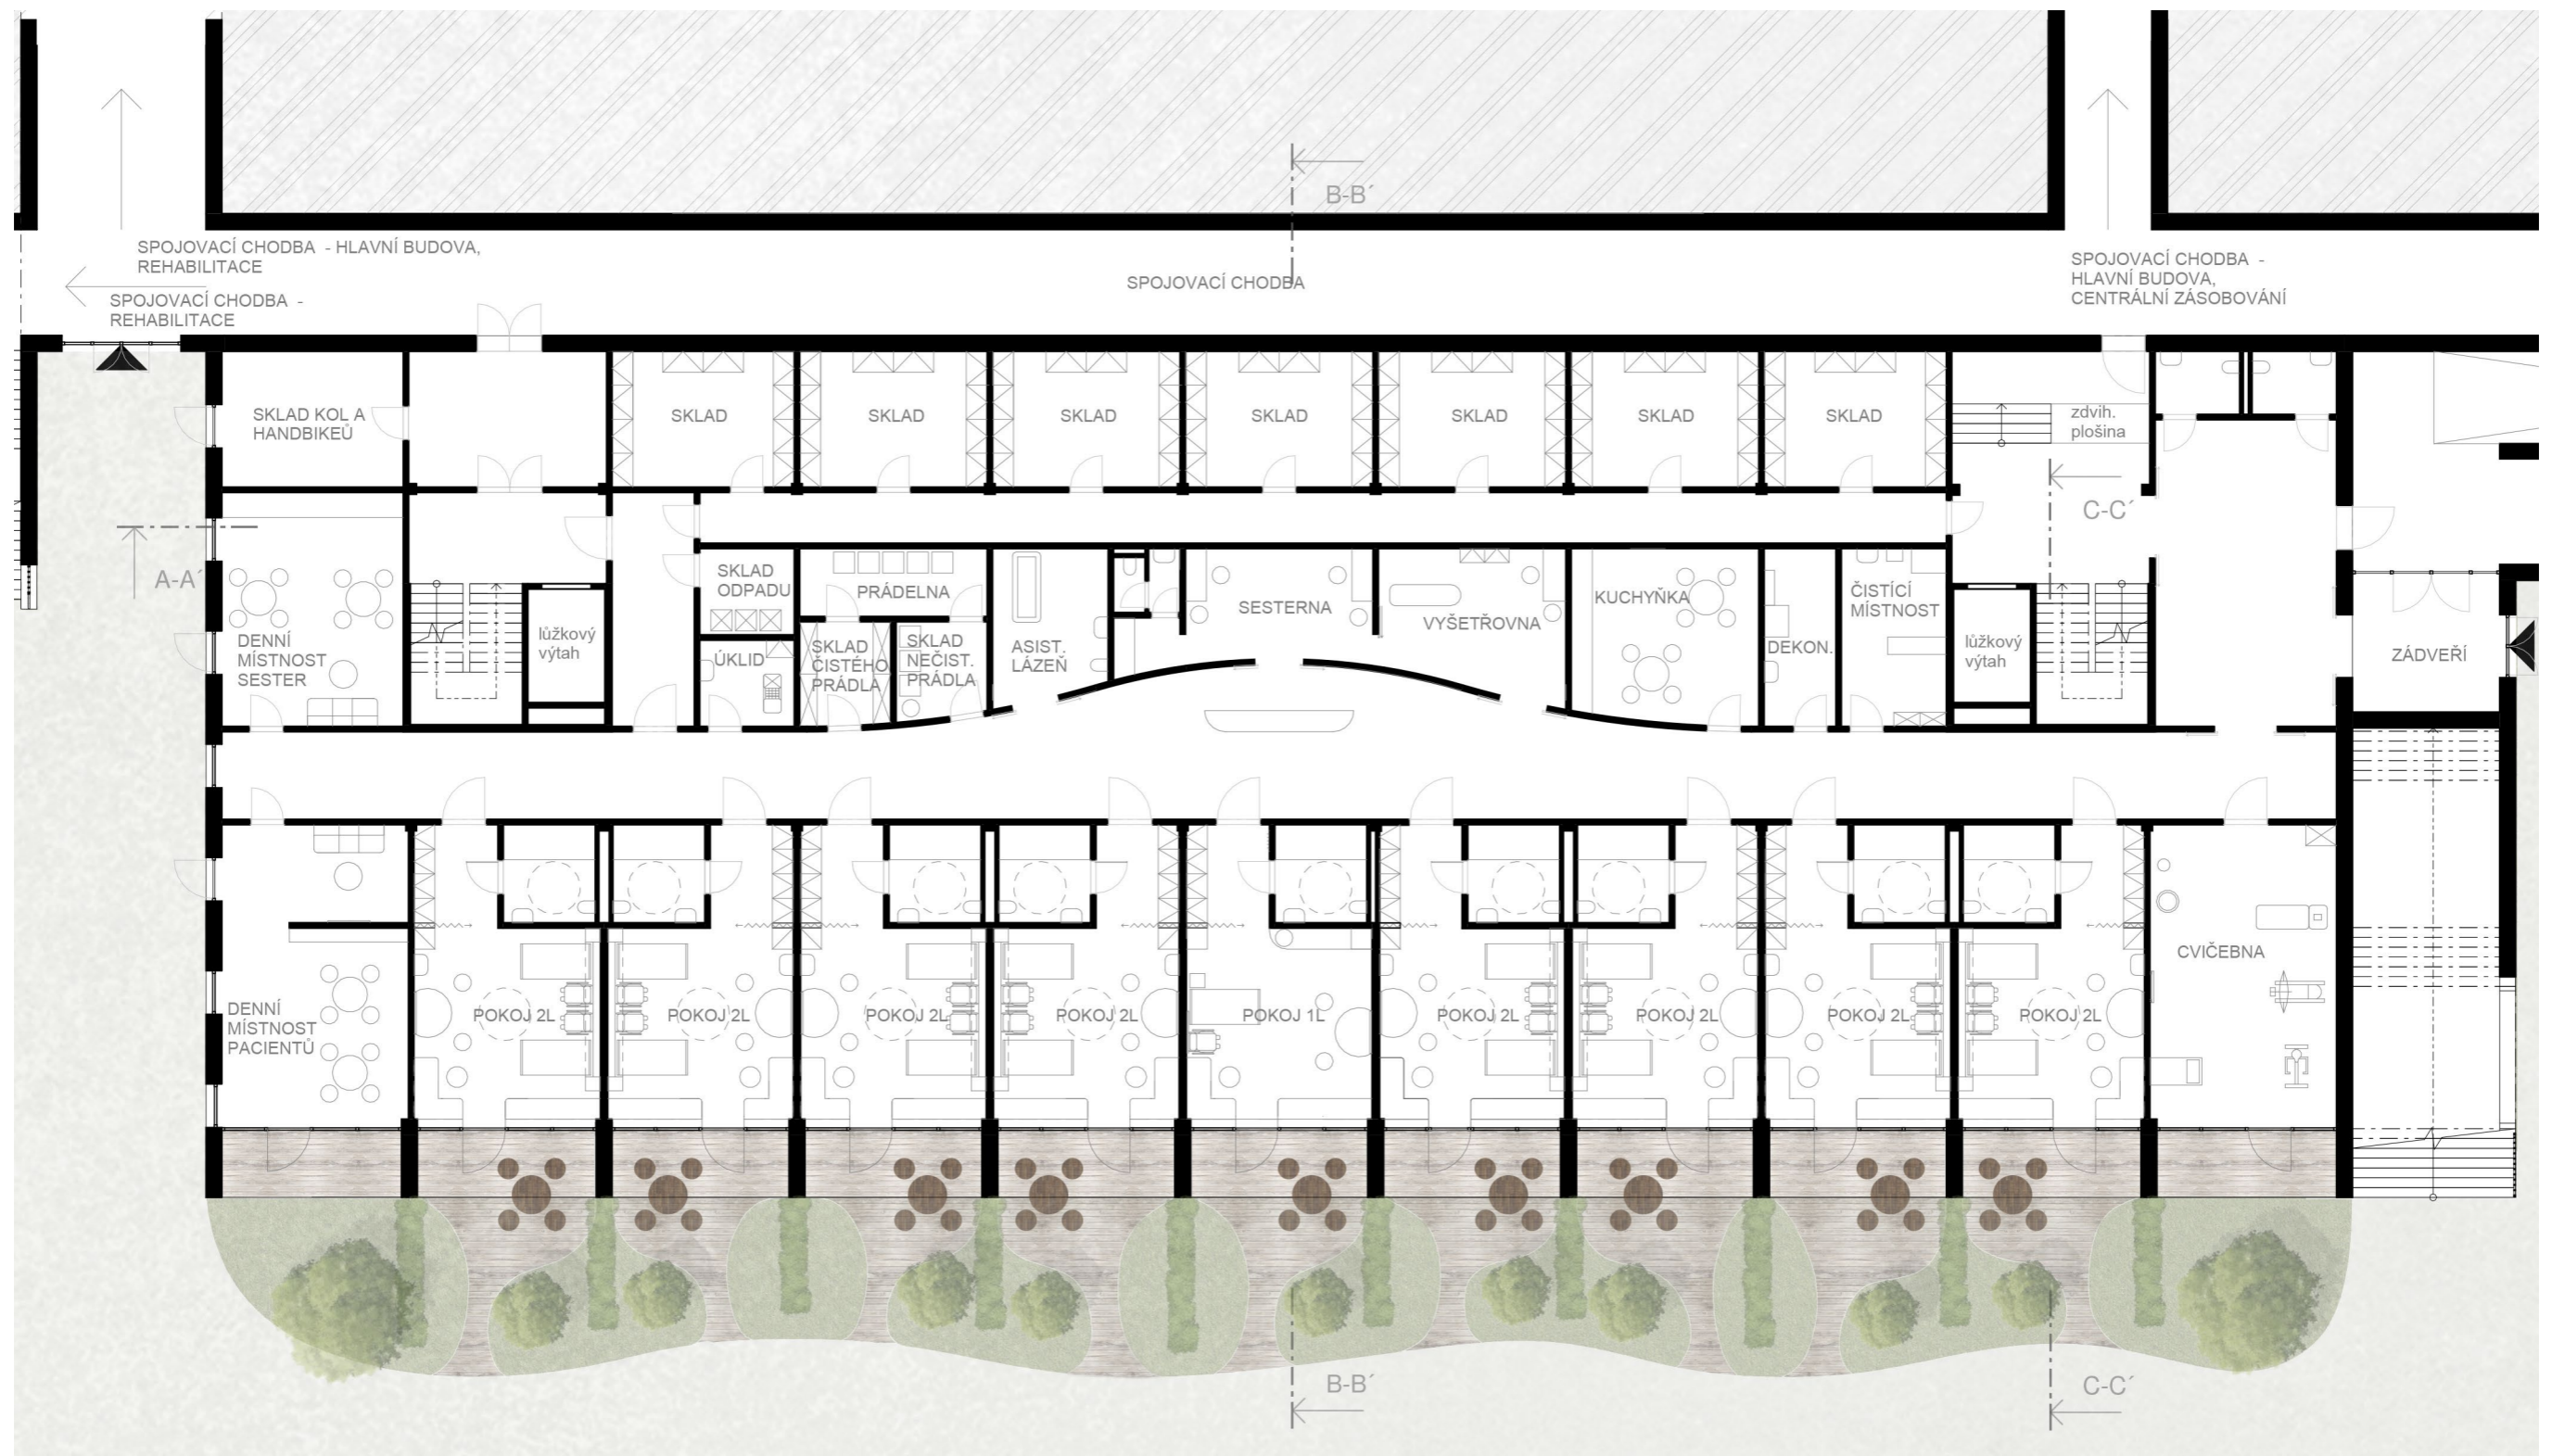 B-B´
SPOJOVACÍ CHODBA - HLAVNÍ BUDOVA,
REHABILITACE
SPOJOVACÍ CHODBA -
REHABILITACE
SPOJOVACÍ CHODBA
SPOJOVACÍ CHODBA -
HLAVNÍ BUDOVA,
CENTRÁLNÍ ZÁSOBOVÁNÍ
SKLAD KOL A
HANDBIKEŮ
SKLAD
SKLAD
SKLAD
SKLAD
SKLAD
SKLAD
SKLAD
zdvih.
plošina
C-C´
A-A´
DENNÍ
MÍSTNOST
SESTER
lůžkový
výtah
SKLAD
ODPADU
ÚKLID
PRÁDELNA
SKLAD
ČISTÉHO
PRÁDLA
SKLAD
NEČIST.
PRÁDLA
ASIST.
LÁZEŇ
SESTERNA
VYŠETŘOVNA
KUCHYŇKA
DEKON.
ČISTÍCÍ
MÍSTNOST
lůžkový
výtah
ZÁDVEŘÍ
DENNÍ
MÍSTNOST
PACIENTŮ
POKOJ 2L
POKOJ 2L
POKOJ 2L
POKOJ 2L
POKOJ 1L
POKOJ 2L
POKOJ 2L
POKOJ 2L
POKOJ 2L
CVIČEBNA
B-B´
C-C´